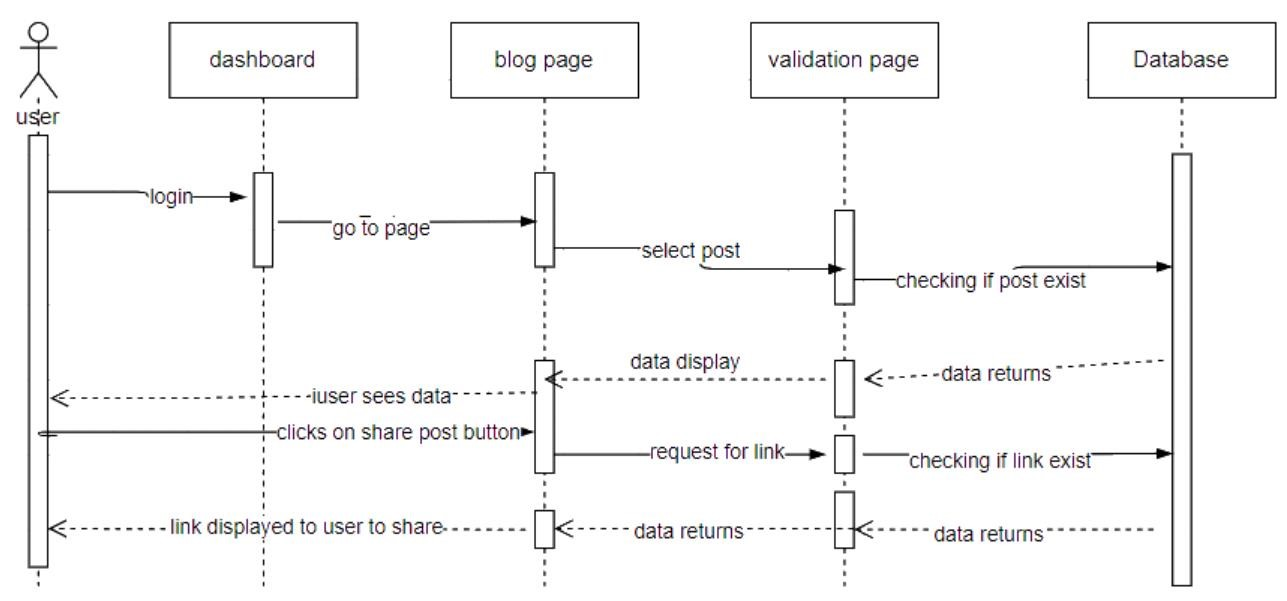 dashboard
blog page
validation page
Database
user
login
go to page
select post
checking if post exist
data display
data returns
iuser sees data
clicks on share post button
request for link
checking if link exist
link displayed to user to share
data returns
data returns